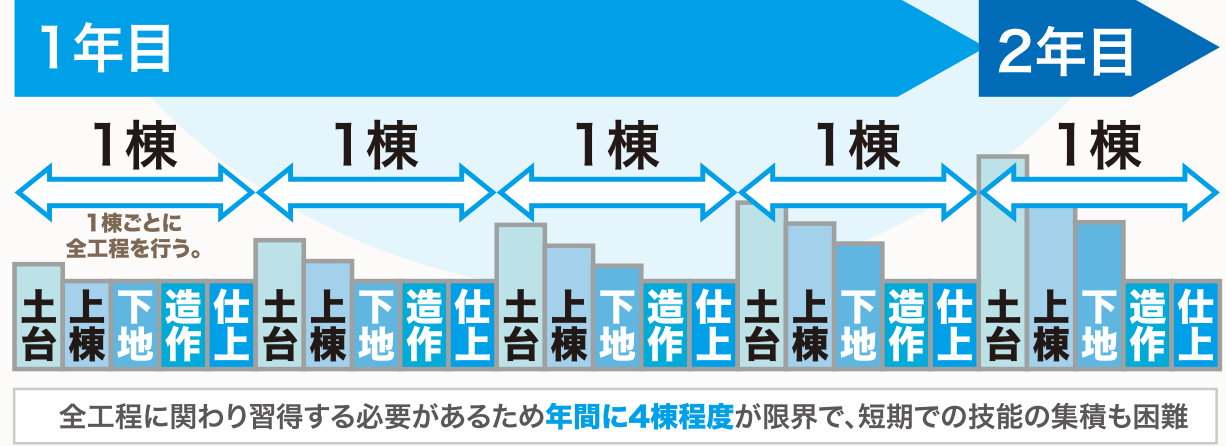 1年目
2年目
1棟
1棟
1棟
1棟
1棟
1棟ごとに
全工程を行う。
土台
上棟
下地
造作
仕上
土台
上棟
下地
造作
仕上
土台
上棟
下地
造作
仕上
土台
上棟
下地
造作
仕上
土台
上棟
下地
造作
仕上
全工程に関わり習得する必要があるため年間に4棟程度が限界で、短期での技能の集積も困難